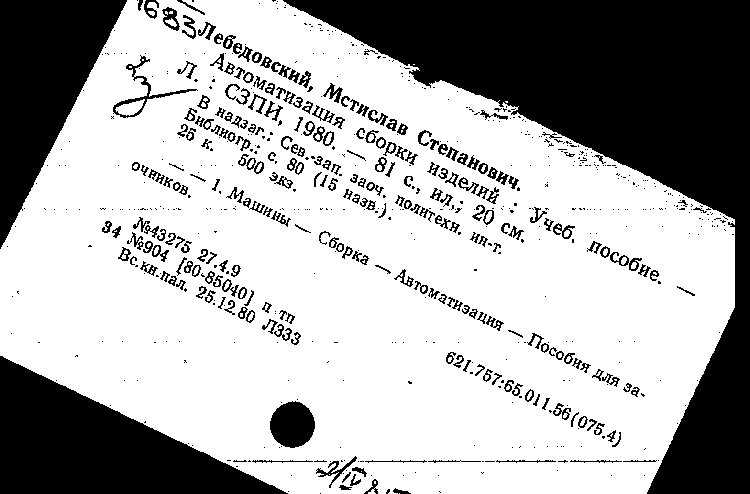 1683
Лебедовский, Мстислав Степанович.
Автоматизация сборки изделий : Учеб. пособие. —
Л. : СЗПИ, 1980. — 81 с., ил.; 20 см.
В надзаг.: Сев.-зап. заоч. политехн. ин-т.
Библиогр.: с. 80 (15 назв.).
25 к. 500 экз.
— — 1. Машины — Сборка — Автоматизация — Пособия для за-
очников.
№43275 27.4.9
34 №904 [80-85040] п тп
Вс.кн.пал. 25.12.80 Л333
621.757:65.011.56(075.4)